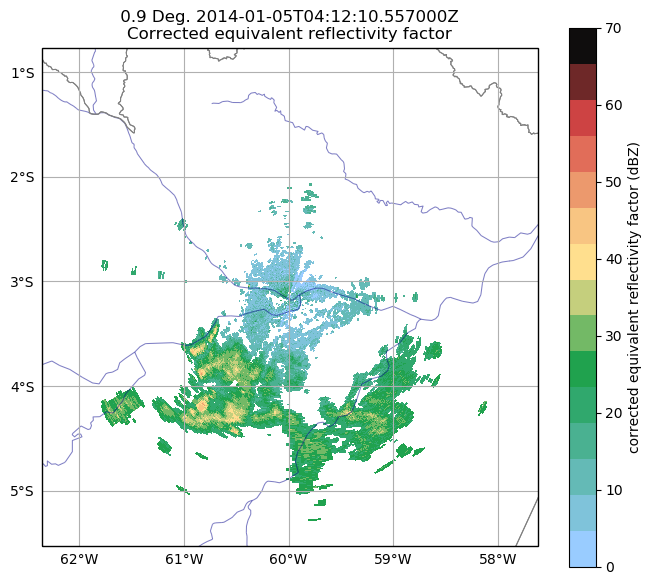 0.9 Deg. 2014-01-05T04:12:10.557000Z
Corrected equivalent reflectivity factor
1°S
2°S
3°S
4°S
5°S
62°W
61°W
60°W
59°W
58°W
70
60
50
40
30
20
10
0
corrected equivalent reflectivity factor (dBZ)